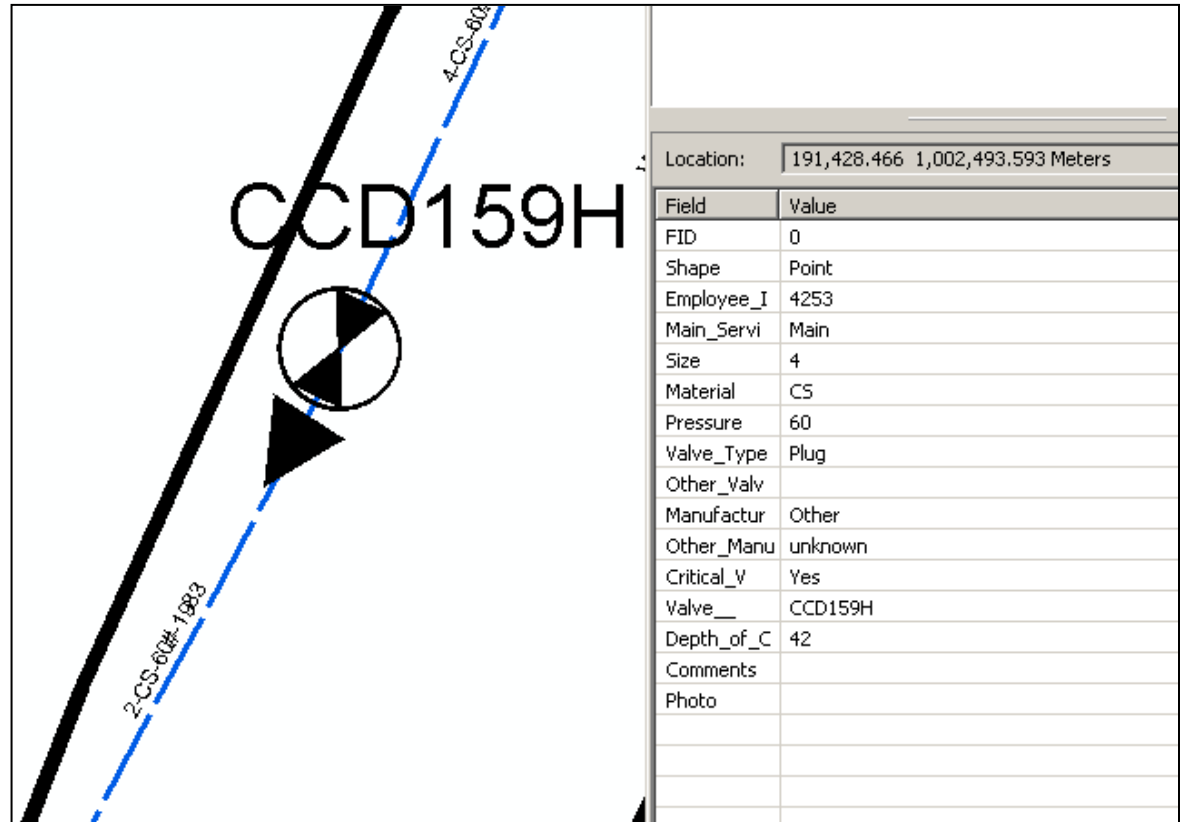 4-CS-60
CCD159H
2-CS-60#-1983
Location: 191,428.466 1,002,493.593 Meters
Field Value
FID 0
Shape Point
Employee_I 4253
Main_Servi Main
Size 4
Material CS
Pressure 60
Valve_Type Plug
Other_Valv
Manufactur Other
Other_Manu unknown
Critical_V Yes
Valve__ CCD159H
Depth_of_C 42
Comments
Photo